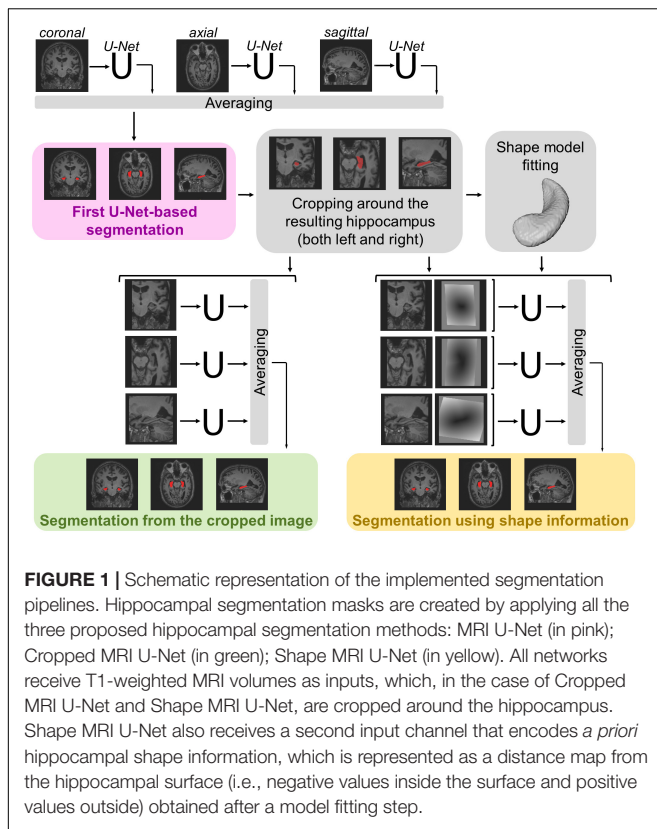 coronal
U-Net
U
axial
U-Net
U
sagittal
U-Net
U
Averaging
First U-Net-based
segmentation
Cropping around the
resulting hippocampus
(both left and right)
Shape model
fitting
U
U
U
Averaging
U
U
U
Averaging
Segmentation from the cropped image
Segmentation using shape information
FIGURE 1 | Schematic representation of the implemented segmentation
pipelines. Hippocampal segmentation masks are created by applying all the
three proposed hippocampal segmentation methods: MRI U-Net (in pink);
Cropped MRI U-Net (in green); Shape MRI U-Net (in yellow). All networks
receive T1-weighted MRI volumes as inputs, which, in the case of Cropped
MRI U-Net and Shape MRI U-Net, are cropped around the hippocampus.
Shape MRI U-Net also receives a second input channel that encodes a priori
hippocampal shape information, which is represented as a distance map from
the hippocampal surface (i.e., negative values inside the surface and positive
values outside) obtained after a model fitting step.